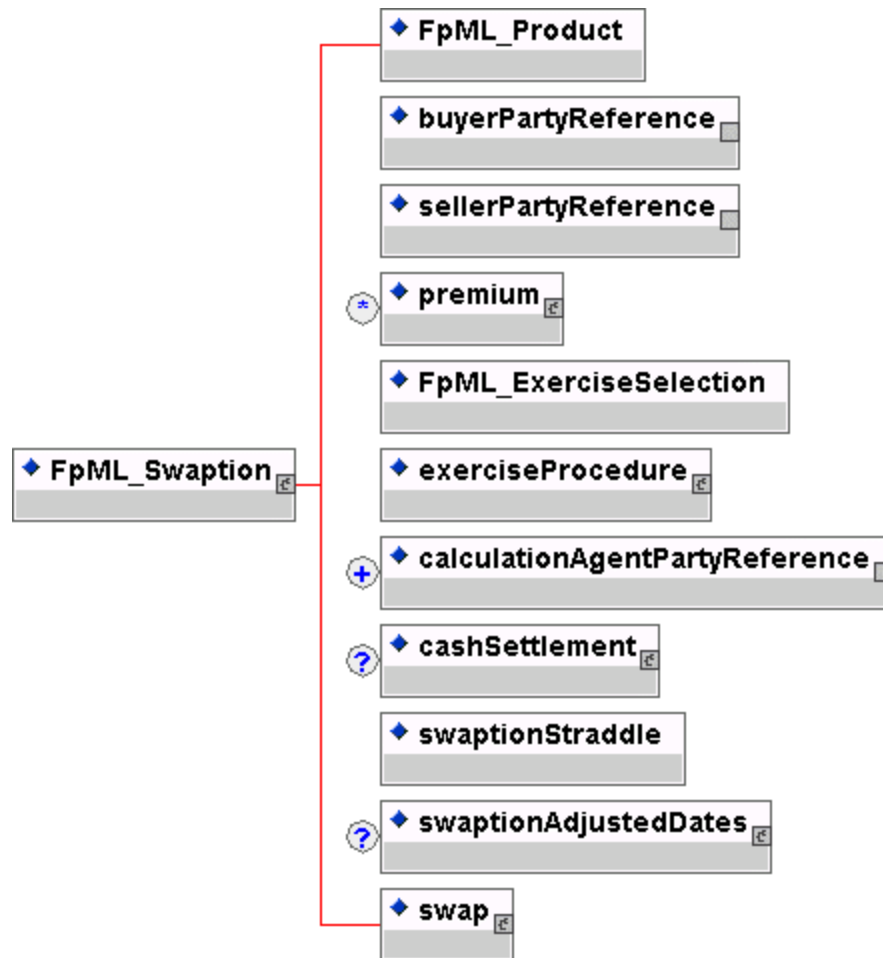 FpML_Product
buyerPartyReference
sellerPartyReference
* premium
FpML_ExerciseSelection
FpML_Swaption
exerciseProcedure
+ calculationAgentPartyReference
? cashSettlement
swaptionStraddle
? swaptionAdjustedDates
swap